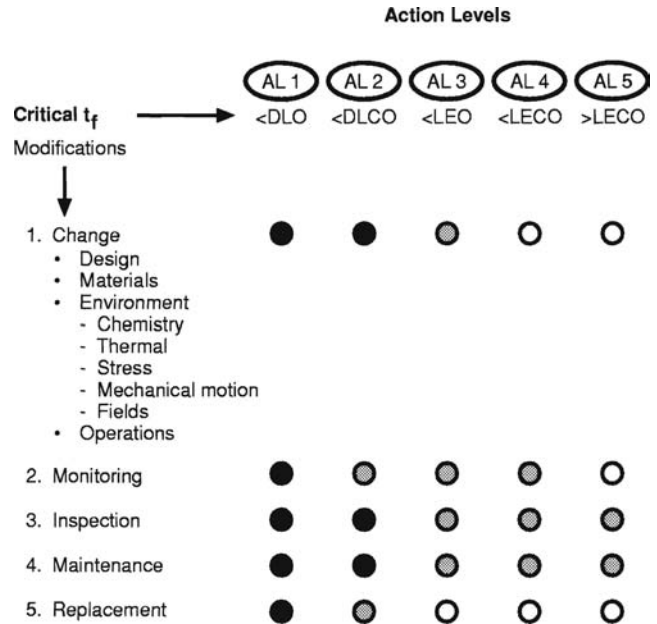 Action Levels
AL 1 AL 2 AL 3 AL 4 AL 5
Critical tf <DLO <DLCO <LEO <LECO >LECO
Modifications
1. Change
• Design
• Materials
• Environment
- Chemistry
- Thermal
- Stress
- Mechanical motion
- Fields
• Operations
2. Monitoring
3. Inspection
4. Maintenance
5. Replacement